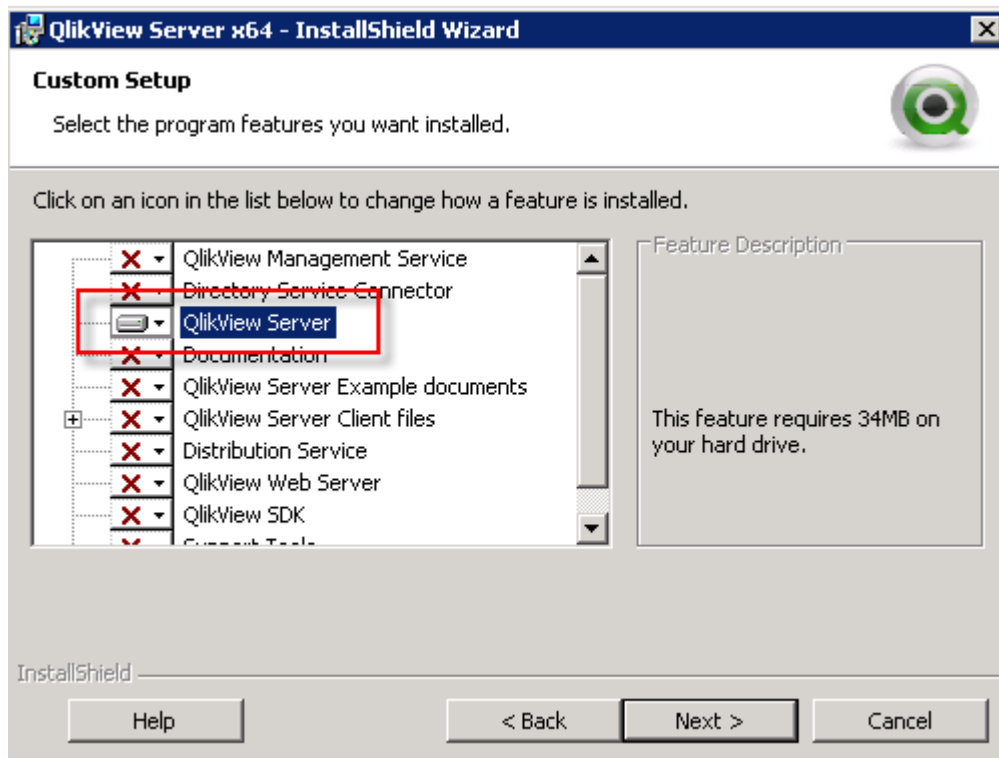 QlikView Server x64 - InstallShield Wizard
Custom Setup
Select the program features you want installed.
Click on an icon in the list below to change how a feature is installed.
QlikView Management Service
Directory Service Connector
QlikView Server
Documentation
QlikView Server Example documents
QlikView Server Client files
Distribution Service
QlikView Web Server
QlikView SDK
Support Tools
Feature Description
This feature requires 34MB on
your hard drive.
InstallShield
Help
< Back
Next >
Cancel